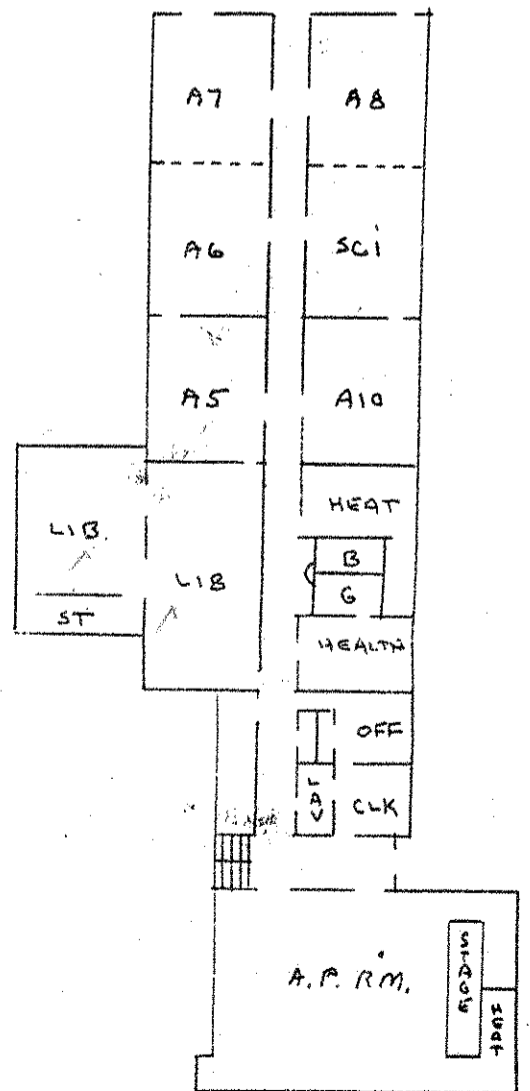 A7
A8
A6
SCI
A5
A10
LIB.
LIB
ST
HEAT
B
G
HEALTH
OFF
LAV
CLK
A.P. RM.
STAGE
HEAT